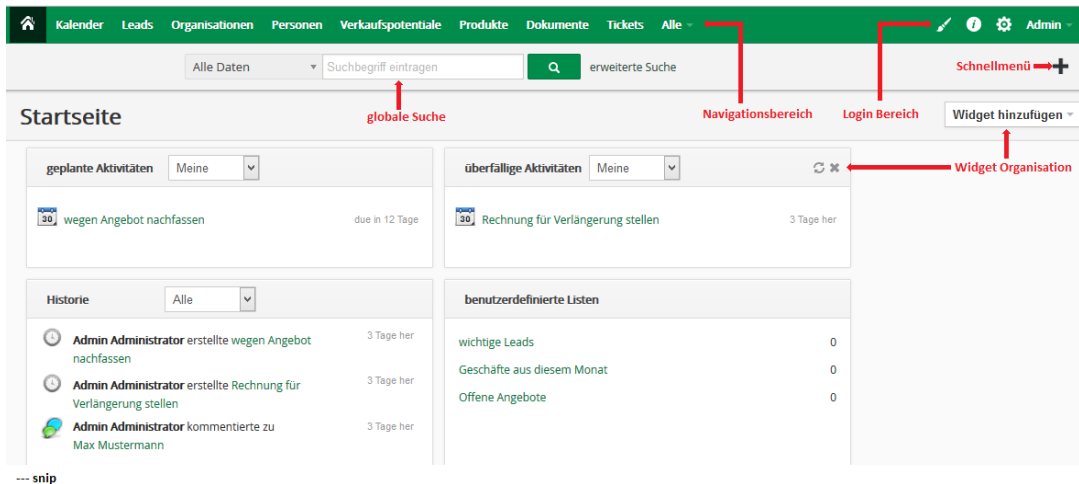 Kalender Leads Organisationen Personen Verkaufspotentiale Produkte Dokumente Tickets Alle Admin
Alle Daten Suchbegriff eintragen erweiterte Suche
Schnellmenü
globale Suche
Navigationsbereich
Login Bereich
Startseite
Widget hinzufügen
Widget Organisation
geplante Aktivitäten Meine
30 wegen Angebot nachfassen due in 12 Tage
überfällige Aktivitäten Meine
30 Rechnung für Verlängerung stellen 3 Tage her
Historie Alle
Admin Administrator erstellte wegen Angebot 3 Tage her
nachfassen
Admin Administrator erstellte Rechnung für 3 Tage her
Verlängerung stellen
Admin Administrator kommentierte zu 3 Tage her
Max Mustermann
benutzerdefinierte Listen
wichtige Leads 0
Geschäfte aus diesem Monat 0
Offene Angebote 0
--- snip